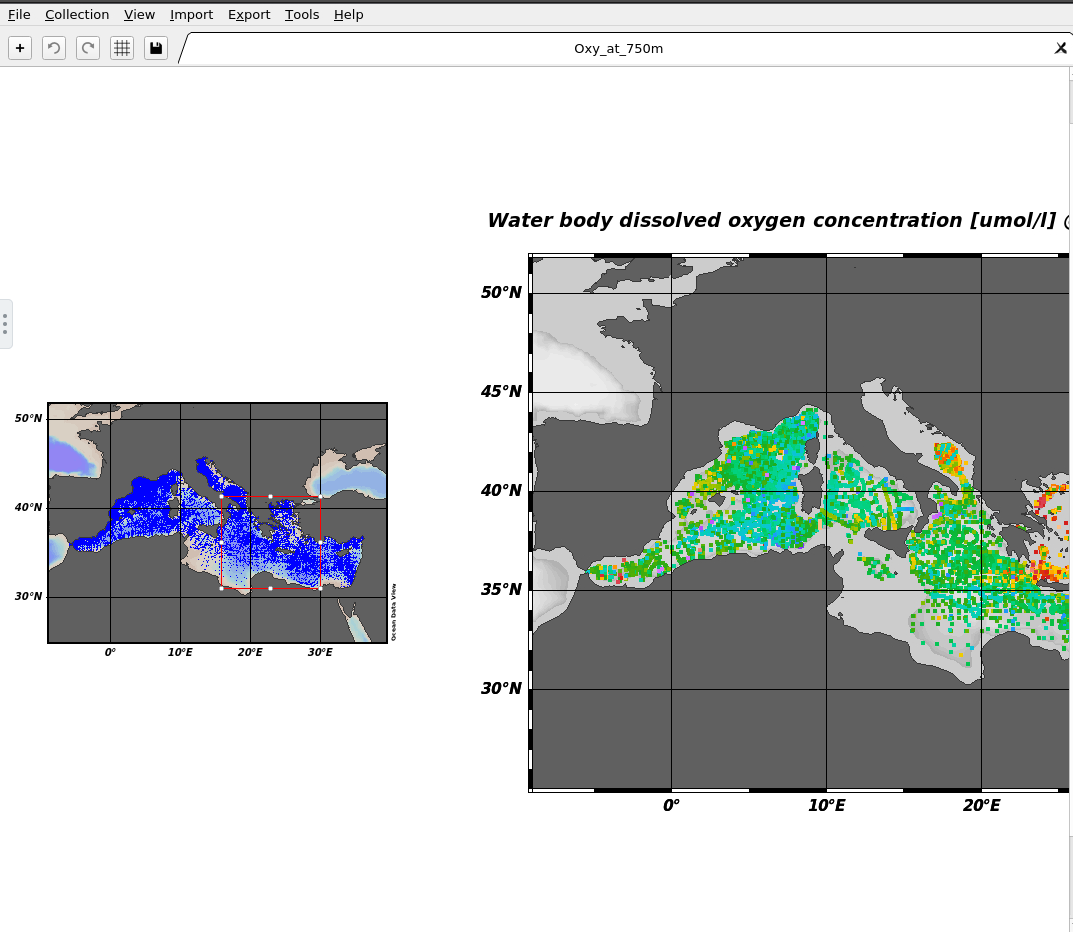 File Collection View Import Export Tools Help
Oxy_at_750m
Water body dissolved oxygen concentration [umol/l]
50°N
45°N
40°N
35°N
30°N
0° 10°E 20°E
50°N
40°N
30°N
0° 10°E 20°E 30°E
Ocean Data View